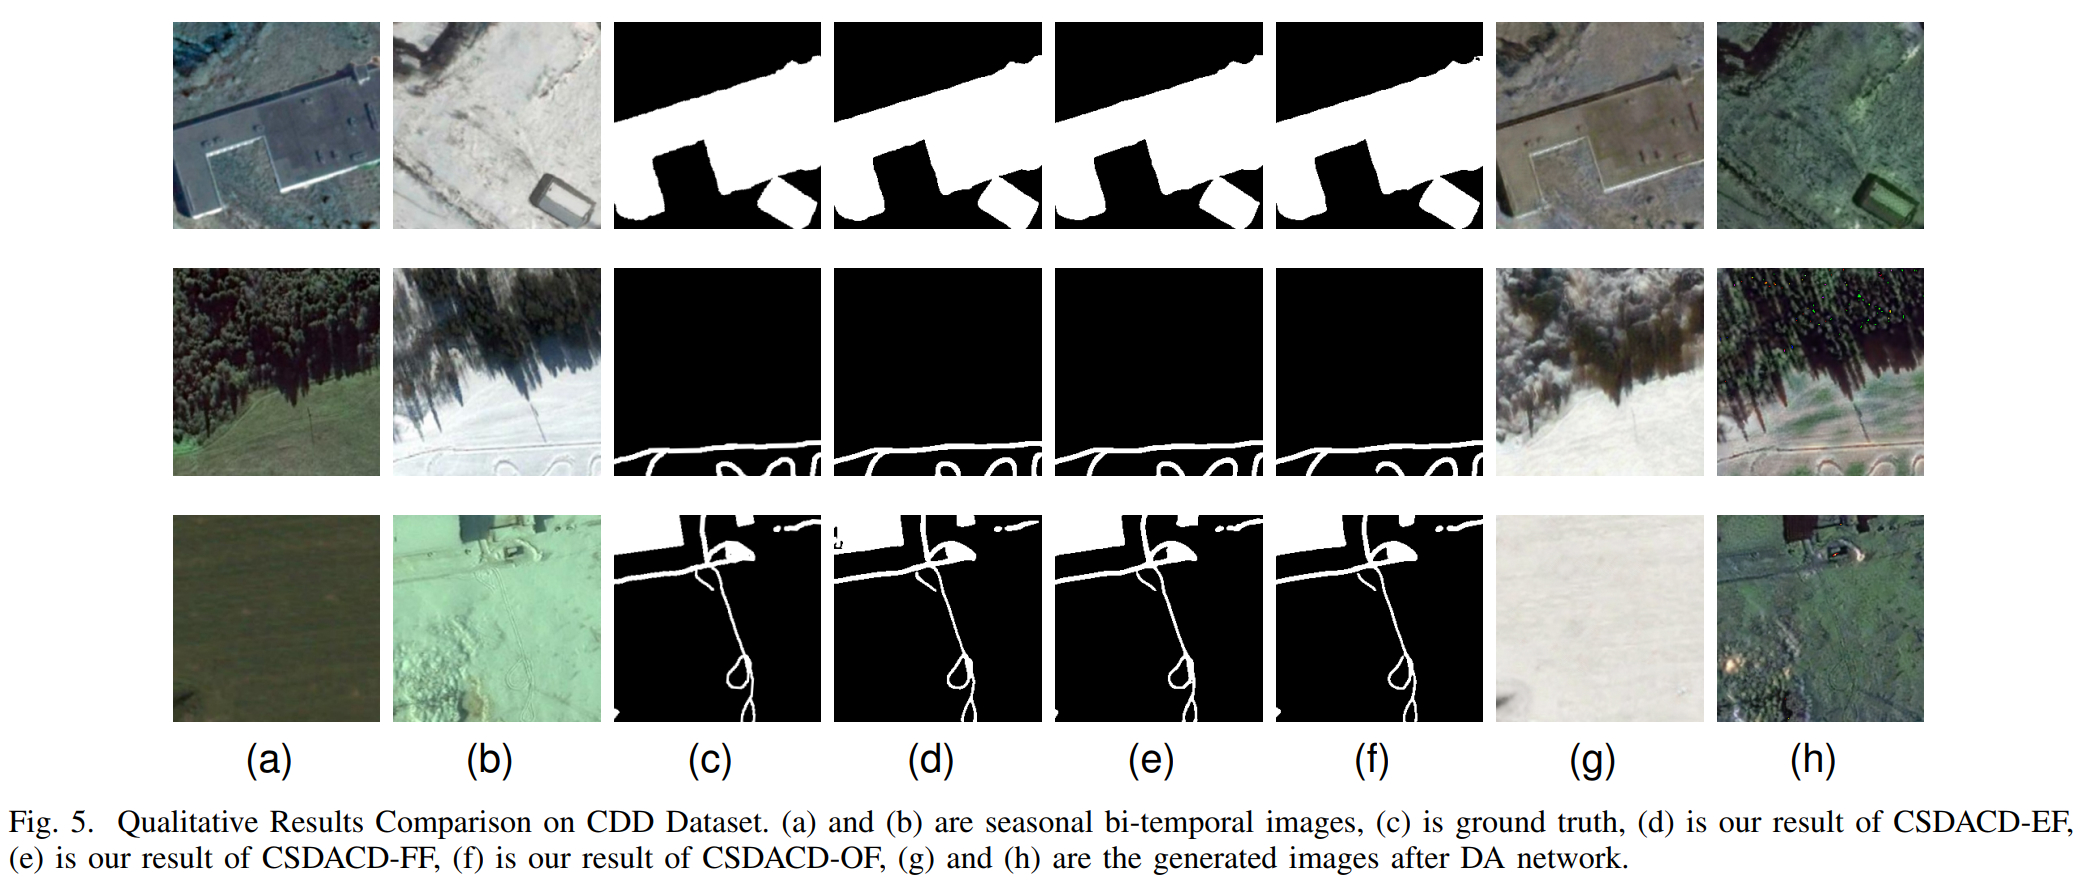 (a) (b) (c) (d) (e) (f) (g) (h)
Fig. 5. Qualitative Results Comparison on CDD Dataset. (a) and (b) are seasonal bi-temporal images, (c) is ground truth, (d) is our result of CSDACD-EF,
(e) is our result of CSDACD-FF, (f) is our result of CSDACD-OF, (g) and (h) are the generated images after DA network.